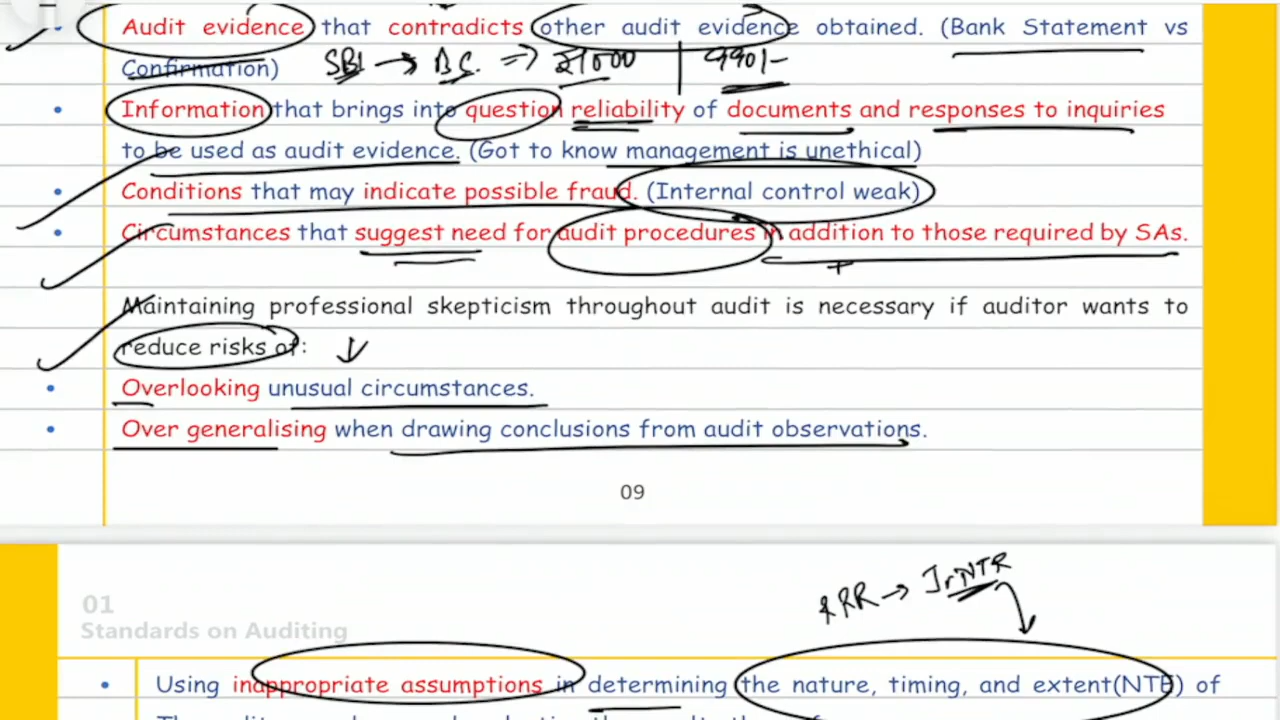 Audit evidence that contradicts other audit evidence obtained. (Bank Statement vs
Confirmation) SBI → BS. ⇒ ₹1000 | 990/-
• Information that brings into question reliability of documents and responses to inquiries
to be used as audit evidence. (Got to know management is unethical)
• Conditions that may indicate possible fraud. (Internal control weak)
• Circumstances that suggest need for audit procedures in addition to those required by SAs.
Maintaining professional skepticism throughout audit is necessary if auditor wants to
reduce risks of: ↓
• Overlooking unusual circumstances.
• Over generalising when drawing conclusions from audit observations.
09
RRR → Jr NTR
01
Standards on Auditing
• Using inappropriate assumptions in determining the nature, timing, and extent(NTE) of